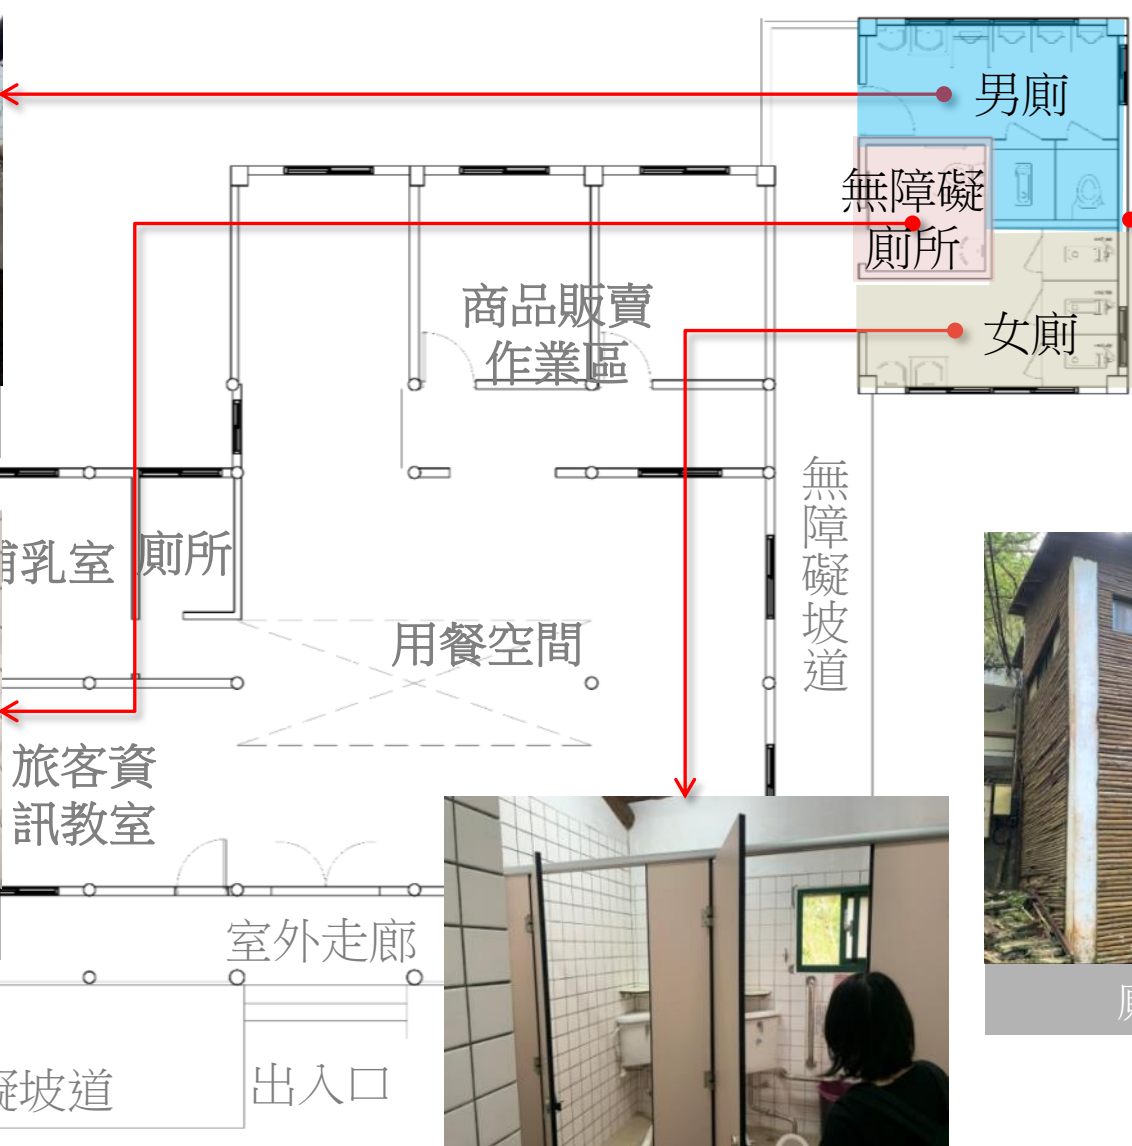 男廁
無障礙
廁所
女廁
商品販賣
作業區
無障礙坡道
乳室
廁所
用餐空間
旅客資
訊教室
室外走廊
坡道
出入口